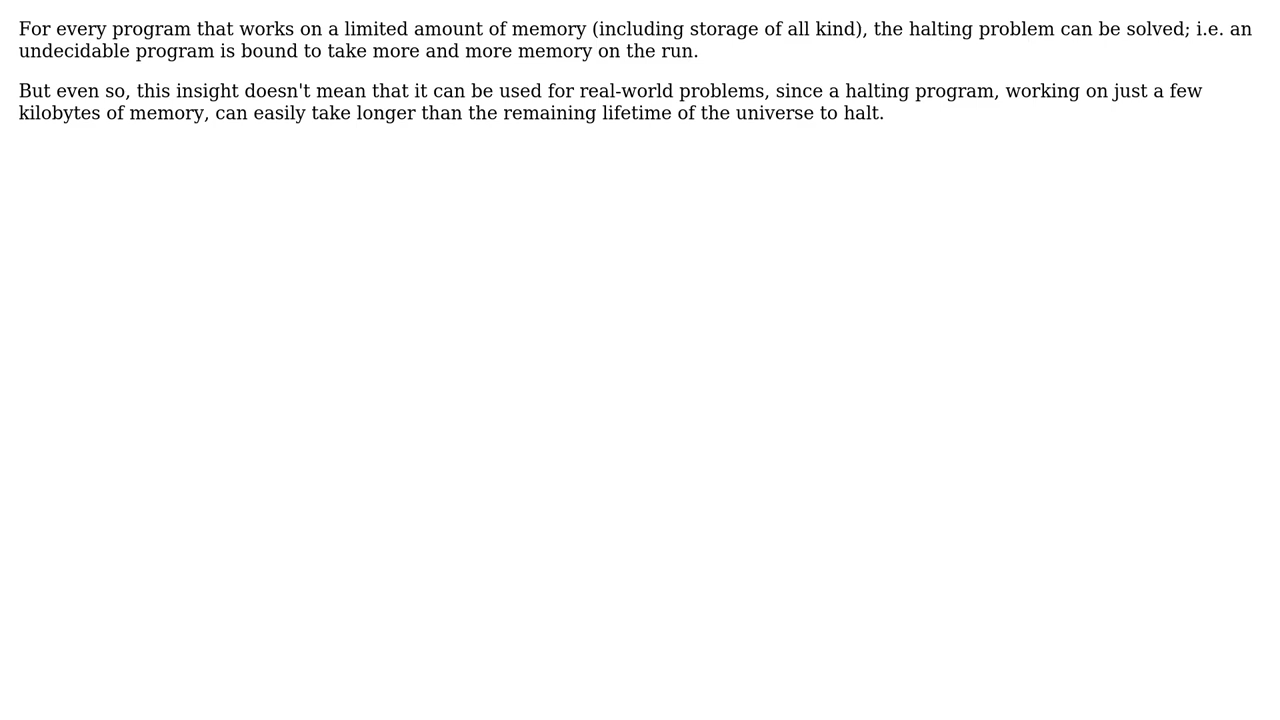 For every program that works on a limited amount of memory (including storage of all kind), the halting problem can be solved; i.e. an
undecidable program is bound to take more and more memory on the run.
But even so, this insight doesn't mean that it can be used for real-world problems, since a halting program, working on just a few
kilobytes of memory, can easily take longer than the remaining lifetime of the universe to halt.